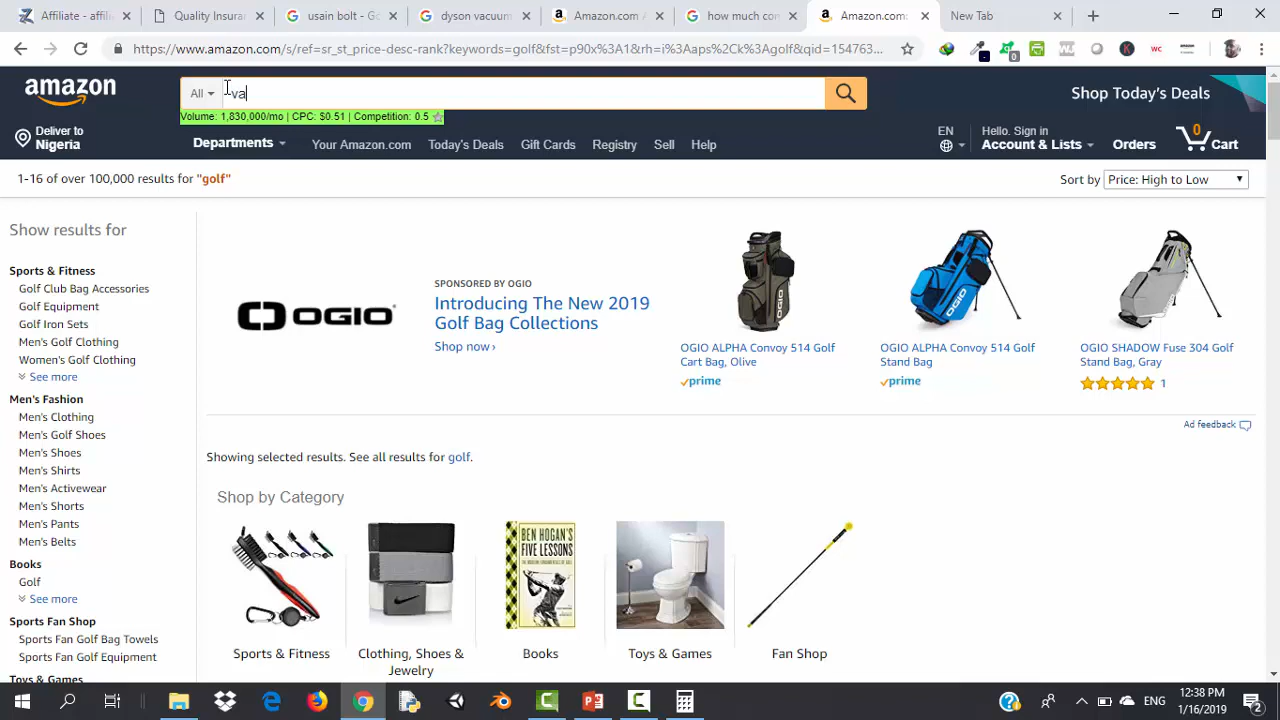 Affiliate - affili
Quality Insuran
usain bolt - Go
dyson vacuum
Amazon.com A
how much com
Amazon.com:
New Tab
https://www.amazon.com/s/ref=sr_st_price-desc-rank?keywords=golf&fst=p90x%3A1&rh=i%3Aaps%2Ck%3Agolf&qid=154763...
amazon
All
va
Shop Today's Deals
Volume: 1,830,000/mo | CPC: $0.51 | Competition: 0.5
Deliver to
Nigeria
Departments
Your Amazon.com
Today's Deals
Gift Cards
Registry
Sell
Help
EN
Hello. Sign in
Account & Lists
Orders
0
Cart
1-16 of over 100,000 results for "golf"
Sort by
Price: High to Low
Show results for
Sports & Fitness
Golf Club Bag Accessories
Golf Equipment
Golf Iron Sets
Men's Golf Clothing
Women's Golf Clothing
See more
Men's Fashion
Men's Clothing
Men's Golf Shoes
Men's Shoes
Men's Shirts
Men's Activewear
Men's Shorts
Men's Pants
Men's Belts
Books
Golf
See more
Sports Fan Shop
Sports Fan Golf Bag Towels
Sports Fan Golf Equipment
Toys & Games
OGIO
SPONSORED BY OGIO
Introducing The New 2019
Golf Bag Collections
Shop now›
OGIO ALPHA Convoy 514 Golf
Cart Bag, Olive
prime
OGIO ALPHA Convoy 514 Golf
Stand Bag
prime
OGIO SHADOW Fuse 304 Golf
Stand Bag, Gray
1
Ad feedback
Showing selected results. See all results for golf.
Shop by Category
BEN HOGAN'S
FIVE LESSONS
Sports & Fitness
Clothing, Shoes &
Jewelry
Books
Toys & Games
Fan Shop
ENG
12:38 PM
1/16/2019
2